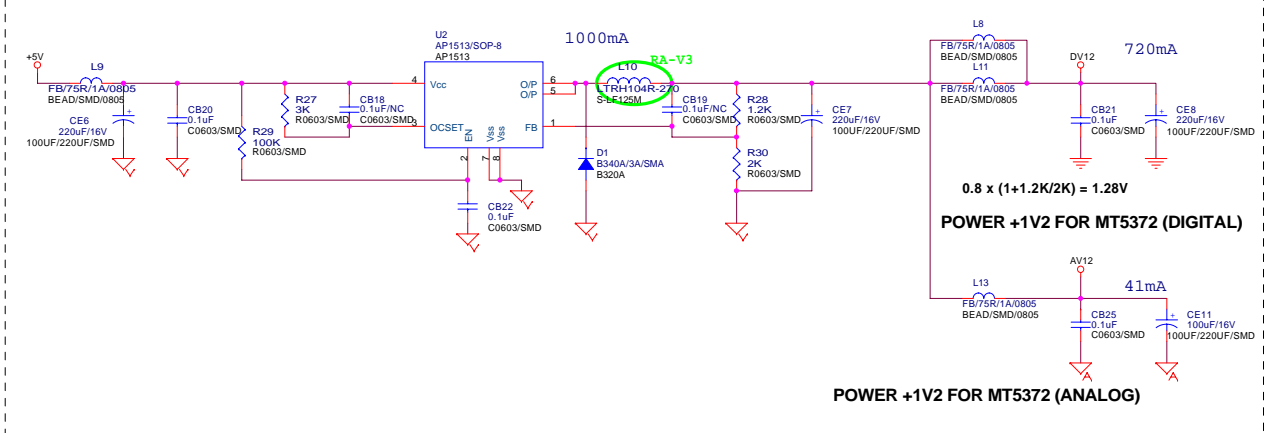 +5V
L9
FB/75R/1A/0805
BEAD/SMD/0805
CE6
220uF/16V
100UF/220UF/SMD
CB20
0.1uF
C0603/SMD
R29
100K
R0603/SMD
R27
3K
R0603/SMD
CB18
0.1uF/NC
C0603/SMD
U2
AP1513/SOP-8
AP1513
4
Vcc
3
OCSET
EN
2
Vss
7
Vss
8
O/P
6
O/P
5
FB
1
CB22
0.1uF
C0603/SMD
1000mA
RA-V3
L10
LTRH104R-270
S-LF125M
D1
B340A/3A/SMA
B320A
CB19
0.1uF/NC
C0603/SMD
R28
1.2K
R0603/SMD
R30
2K
R0603/SMD
CE7
220uF/16V
100UF/220UF/SMD
L8
FB/75R/1A/0805
BEAD/SMD/0805
L11
FB/75R/1A/0805
DV12
720mA
CB21
0.1uF
C0603/SMD
CE8
220uF/16V
100UF/220UF/SMD
0.8 x (1+1.2K/2K) = 1.28V
POWER +1V2 FOR MT5372 (DIGITAL)
L13
FB/75R/1A/0805
BEAD/SMD/0805
AV12
41mA
CB25
0.1uF
C0603/SMD
CE11
100uF/16V
100UF/220UF/SMD
A
A
POWER +1V2 FOR MT5372 (ANALOG)